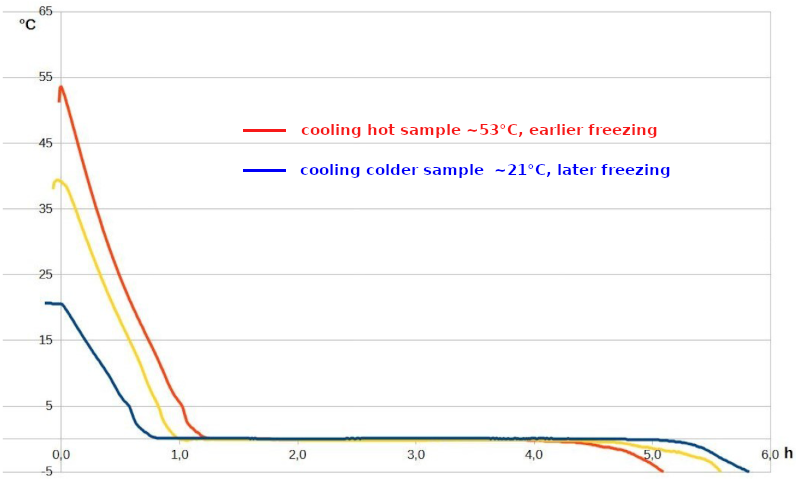 65
°C
55
cooling hot sample ~53°C, earlier freezing
45
cooling colder sample ~21°C, later freezing
35
25
15
5
0,0 1,0 2,0 3,0 4,0 5,0 6,0 h
-5